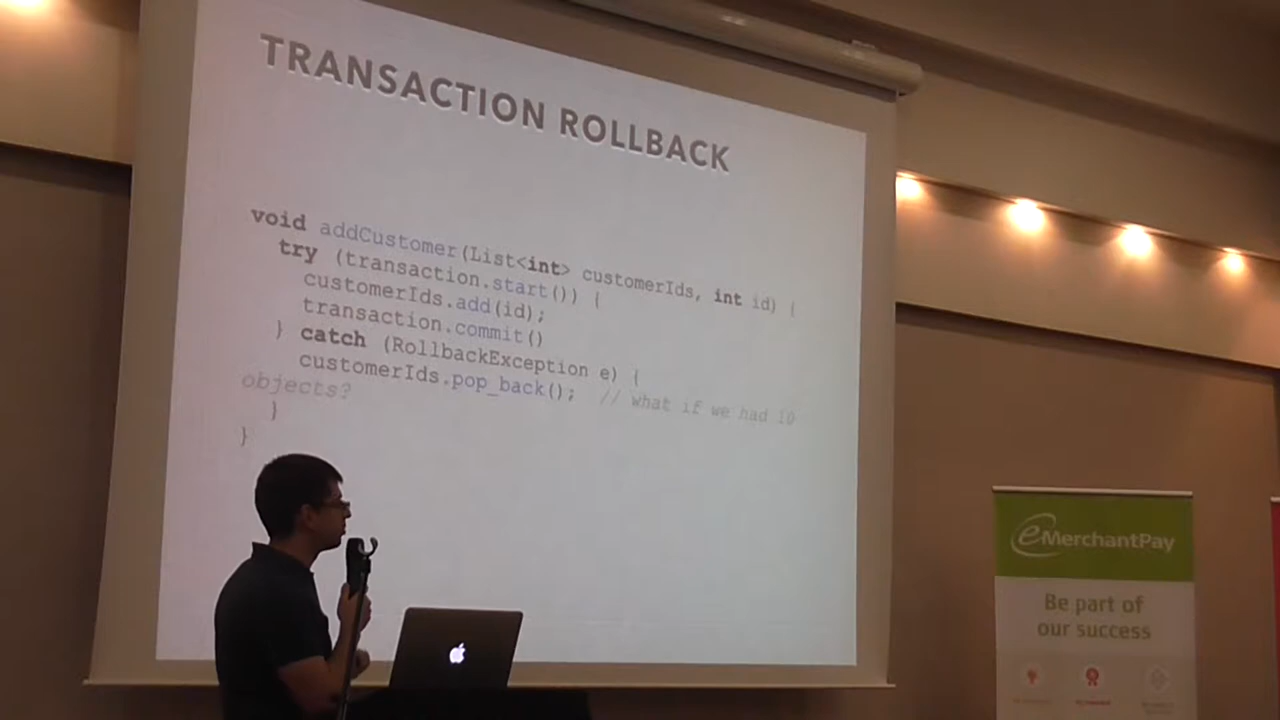 TRANSACTION ROLLBACK
void addCustomer(List<int> customerIds, int id) {
try (transaction.start()) {
customerIds.add(id);
transaction.commit()
} catch (RollbackException e) {
customerIds.pop_back(); // what if we had 10
objects?
}
}
eMerchantPay
Be part of
our success